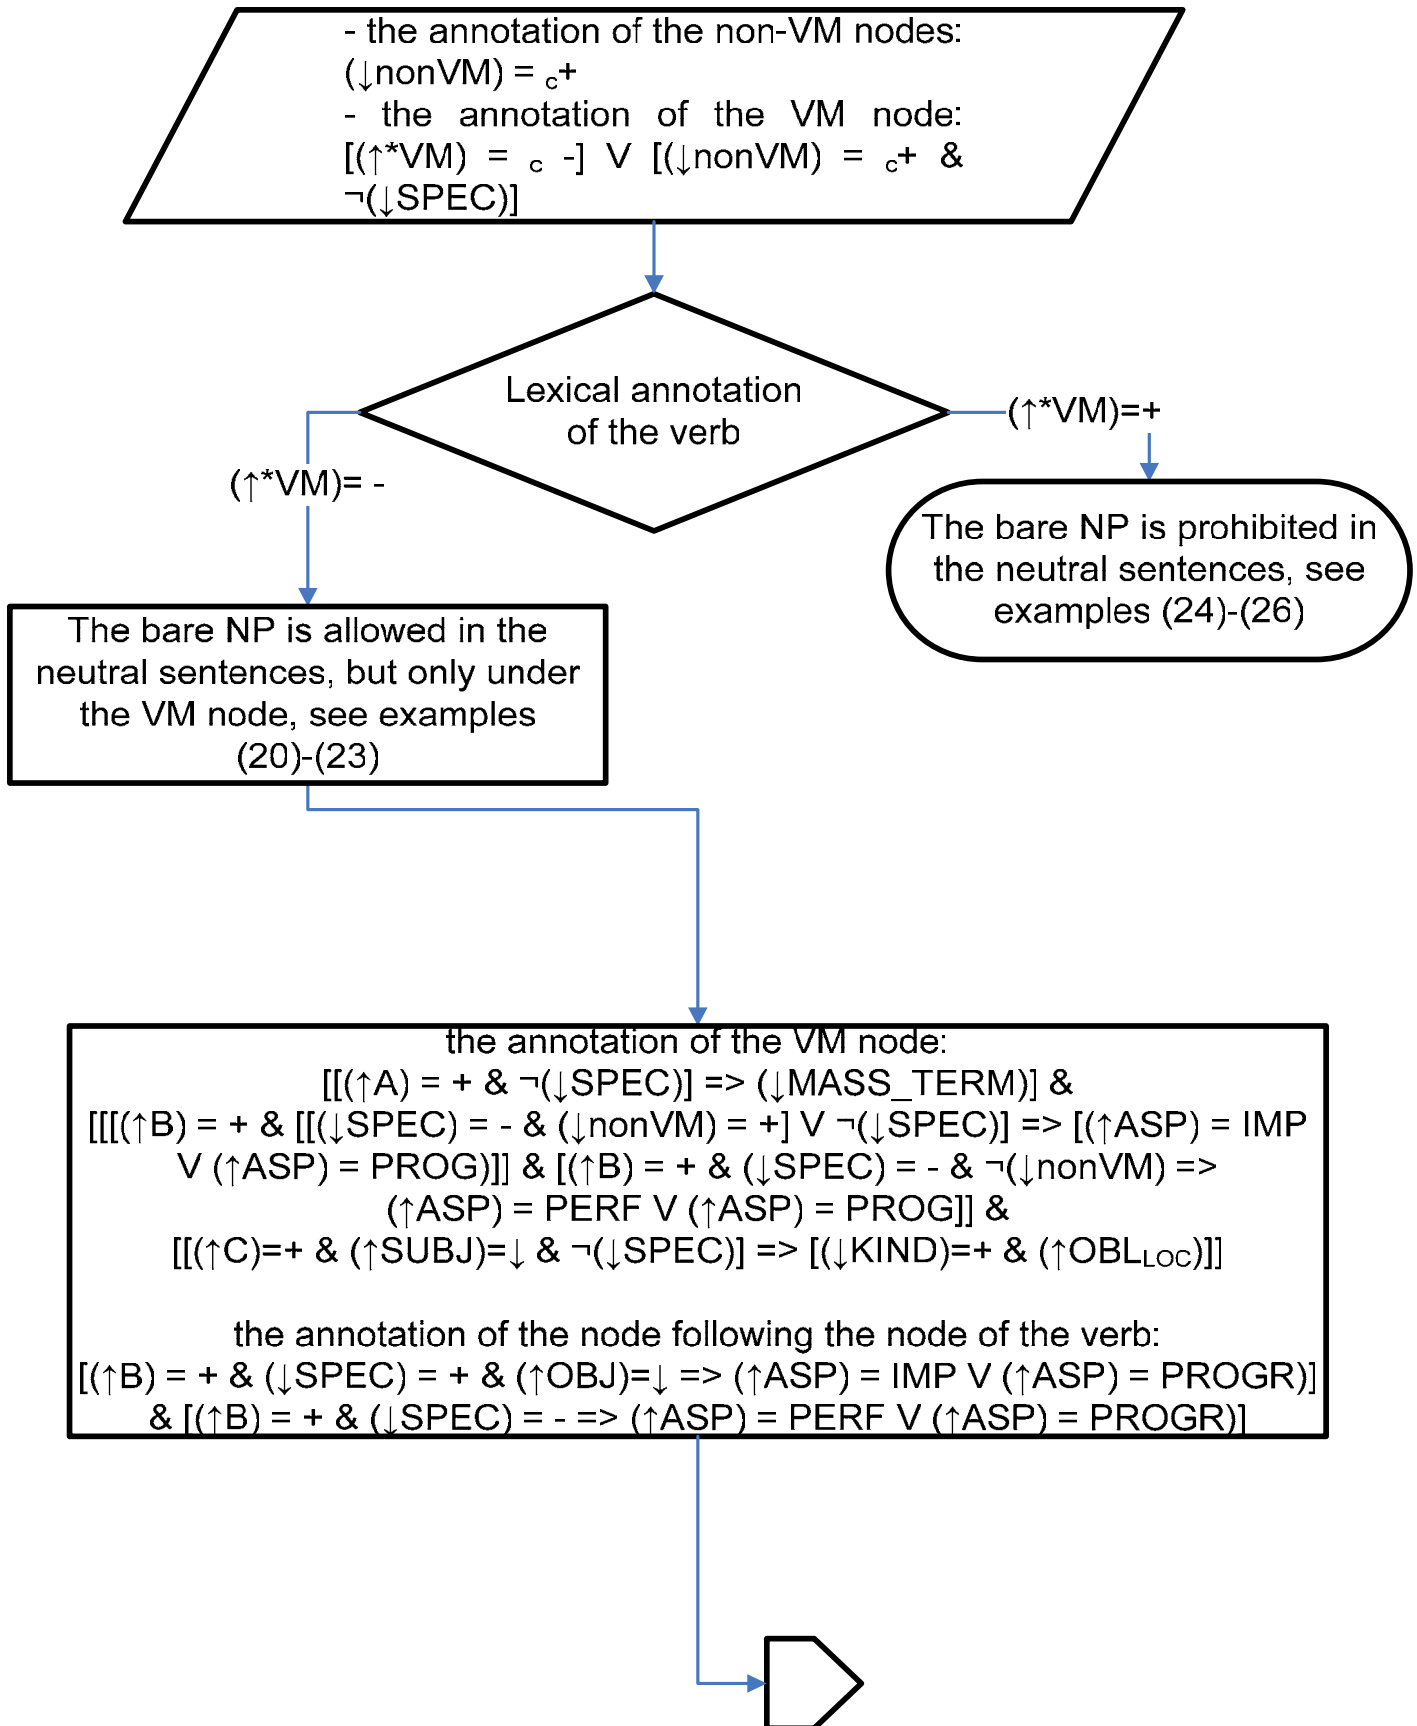 - the annotation of the non-VM nodes:
(↓nonVM) = c+
- the annotation of the VM node:
[(↑*VM) = c -] V [(↓nonVM) = c+ &
¬(↓SPEC)]
Lexical annotation
of the verb
(↑*VM)=+
(↑*VM)= -
The bare NP is prohibited in
the neutral sentences, see
examples (24)-(26)
The bare NP is allowed in the
neutral sentences, but only under
the VM node, see examples
(20)-(23)
the annotation of the VM node:
[[(↑A) = + & ¬(↓SPEC)] => (↓MASS_TERM)] &
[[[(↑B) = + & [[(↓SPEC) = - & (↓nonVM) = +] V ¬(↓SPEC)] => [(↑ASP) = IMP
V (↑ASP) = PROG)]] & [(↑B) = + & (↓SPEC) = - & ¬(↓nonVM) =>
(↑ASP) = PERF V (↑ASP) = PROG]] &
[[(↑C)=+ & (↑SUBJ)=↓ & ¬(↓SPEC)] => [(↓KIND)=+ & (↑OBLLOC)]]
the annotation of the node following the node of the verb:
[(↑B) = + & (↓SPEC) = + & (↑OBJ)=↓ => (↑ASP) = IMP V (↑ASP) = PROGR)]
& [(↑B) = + & (↓SPEC) = - => (↑ASP) = PERF V (↑ASP) = PROGR)]